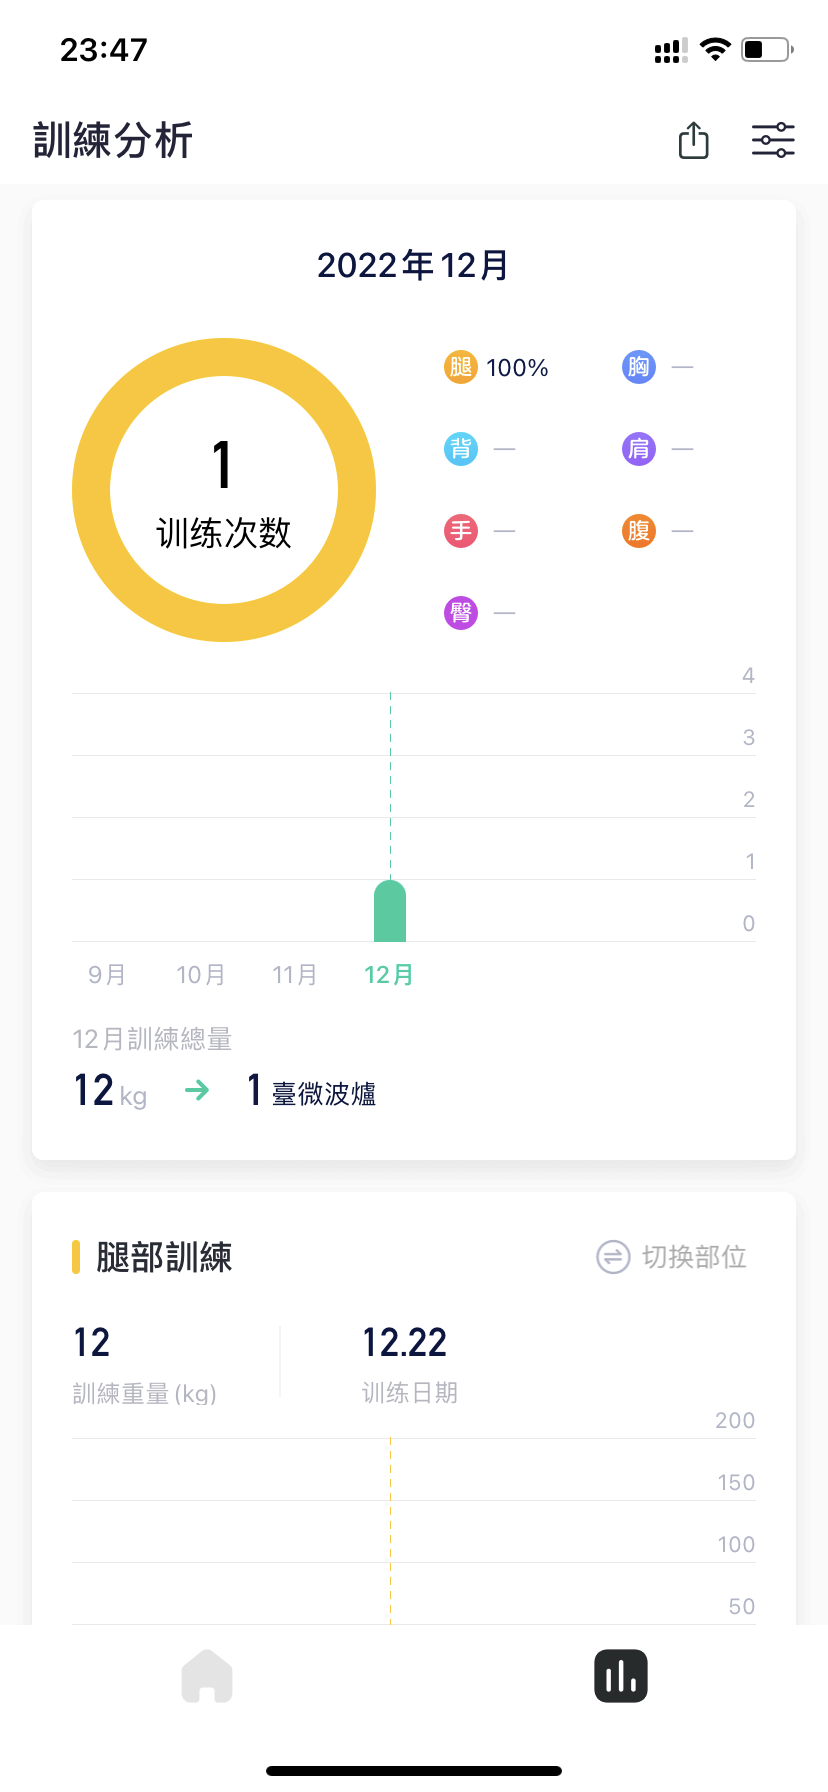 23:47
訓練分析
2022年12月
1
训练次数
腿 100%
胸 —
背 —
肩 —
手 —
腹 —
臀 —
4
3
2
1
0
9月 10月 11月 12月
12月訓練總量
12 kg → 1 臺微波爐
腿部訓練
切换部位
12
訓練重量(kg)
12.22
训练日期
200
150
100
50